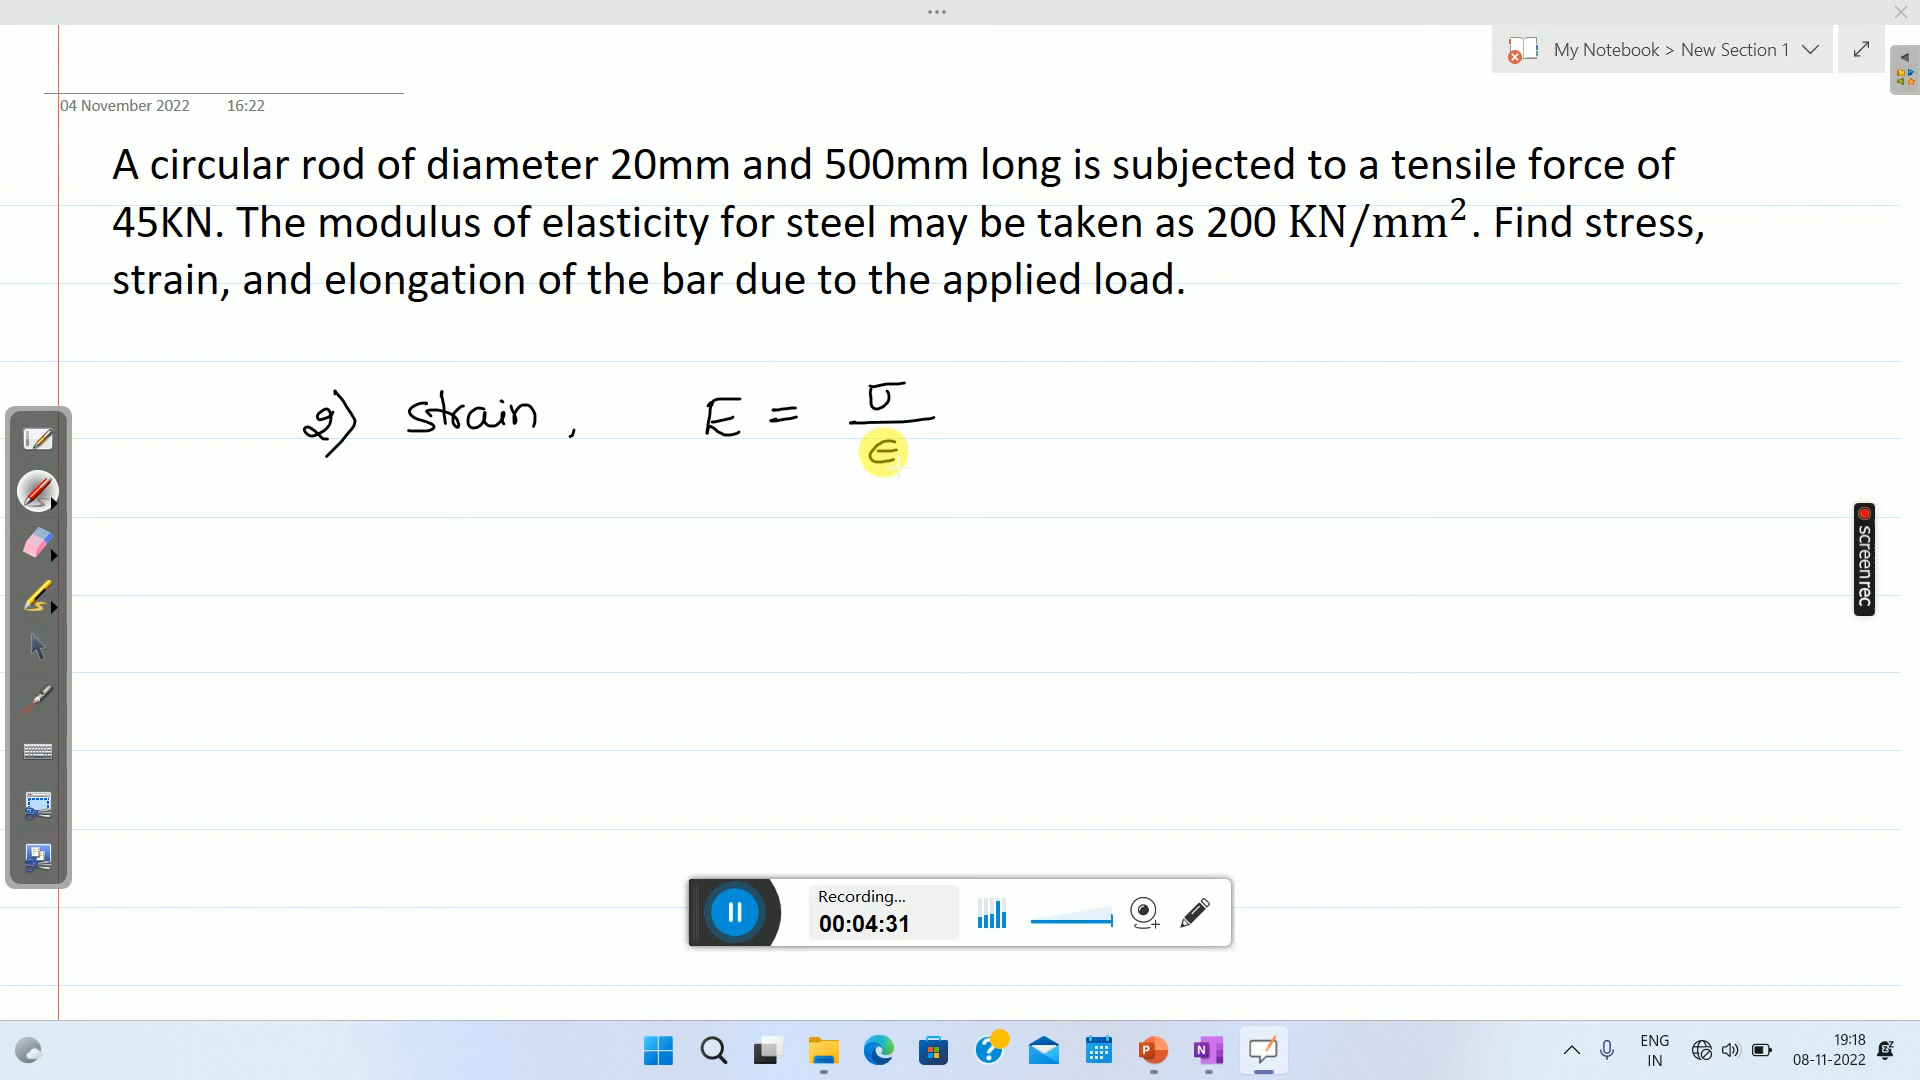 ...
My Notebook > New Section 1
04 November 2022 16:22
A circular rod of diameter 20mm and 500mm long is subjected to a tensile force of
45KN. The modulus of elasticity for steel may be taken as 200 KN/mm². Find stress,
strain, and elongation of the bar due to the applied load.
2) strain, E = σ/ϵ
screenrec
Recording...
00:04:31
ENG
IN
19:18
08-11-2022